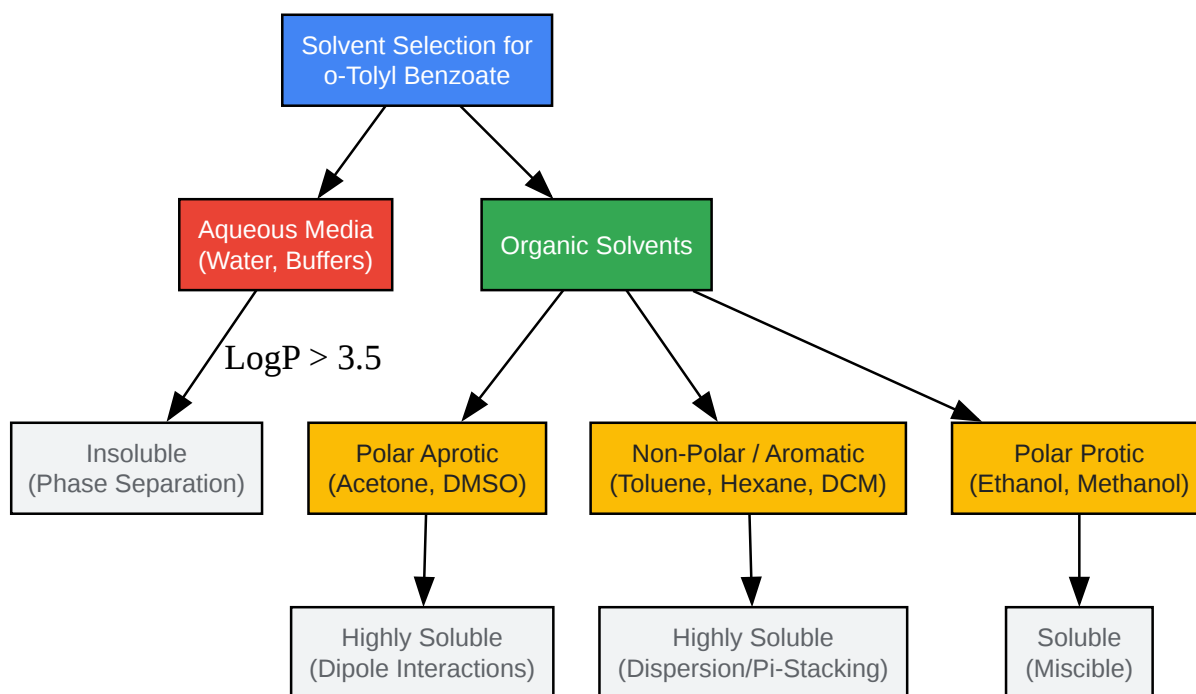 Solvent Selection for
o-Tolyl Benzoate
Aqueous Media
(Water, Buffers)
Organic Solvents
LogP > 3.5
Insoluble
(Phase Separation)
Polar Aprotic
(Acetone, DMSO)
Non-Polar / Aromatic
(Toluene, Hexane, DCM)
Polar Protic
(Ethanol, Methanol)
Highly Soluble
(Dipole Interactions)
Highly Soluble
(Dispersion/Pi-Stacking)
Soluble
(Miscible)